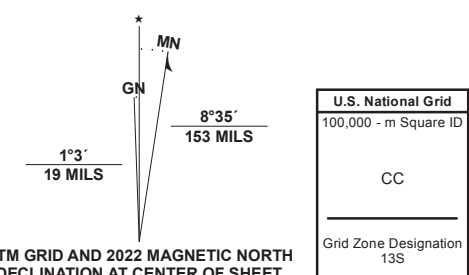 ★
MN
GN
8°35´
153 MILS
1°3´
19 MILS
TM GRID AND 2022 MAGNETIC NORTH
DECLINATION AT CENTER OF SHEET
U.S. National Grid
100,000 - m Square ID
CC
Grid Zone Designation
13S